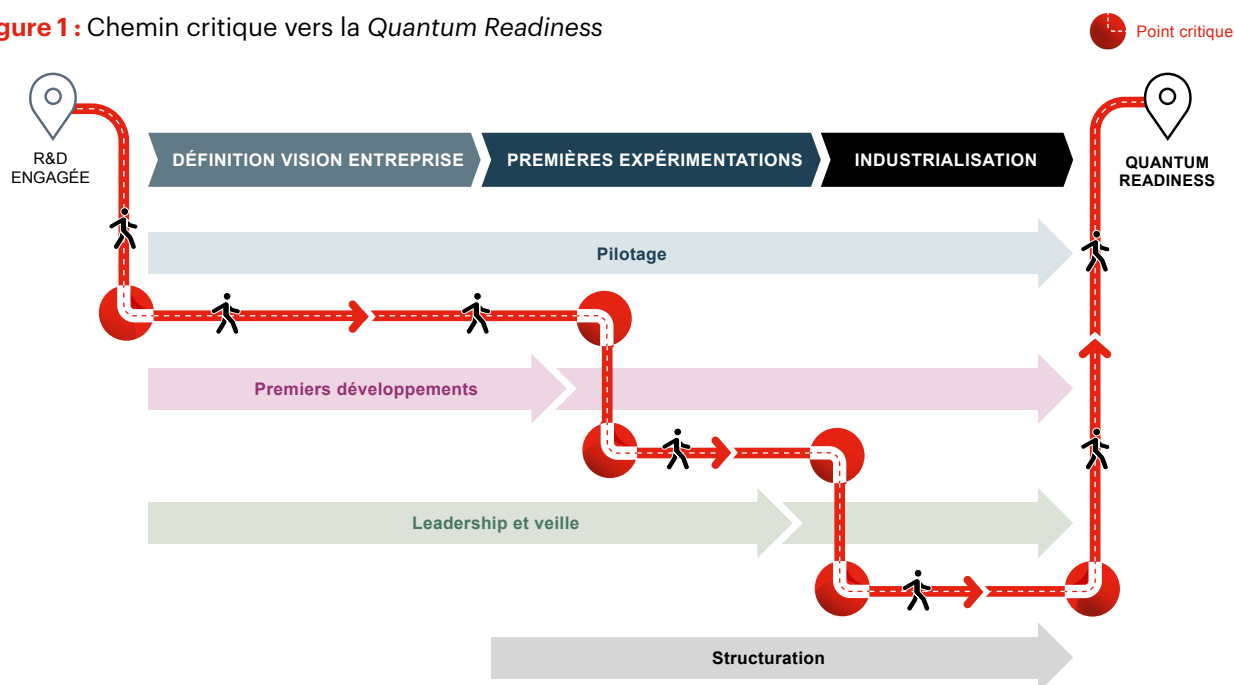 gure 1 : Chemin critique vers la Quantum Readiness
Point critique
R&D
ENGAGÉE
DÉFINITION VISION ENTREPRISE
PREMIÈRES EXPÉRIMENTATIONS
INDUSTRIALISATION
QUANTUM
READINESS
Pilotage
Premiers développements
Leadership et veille
Structuration